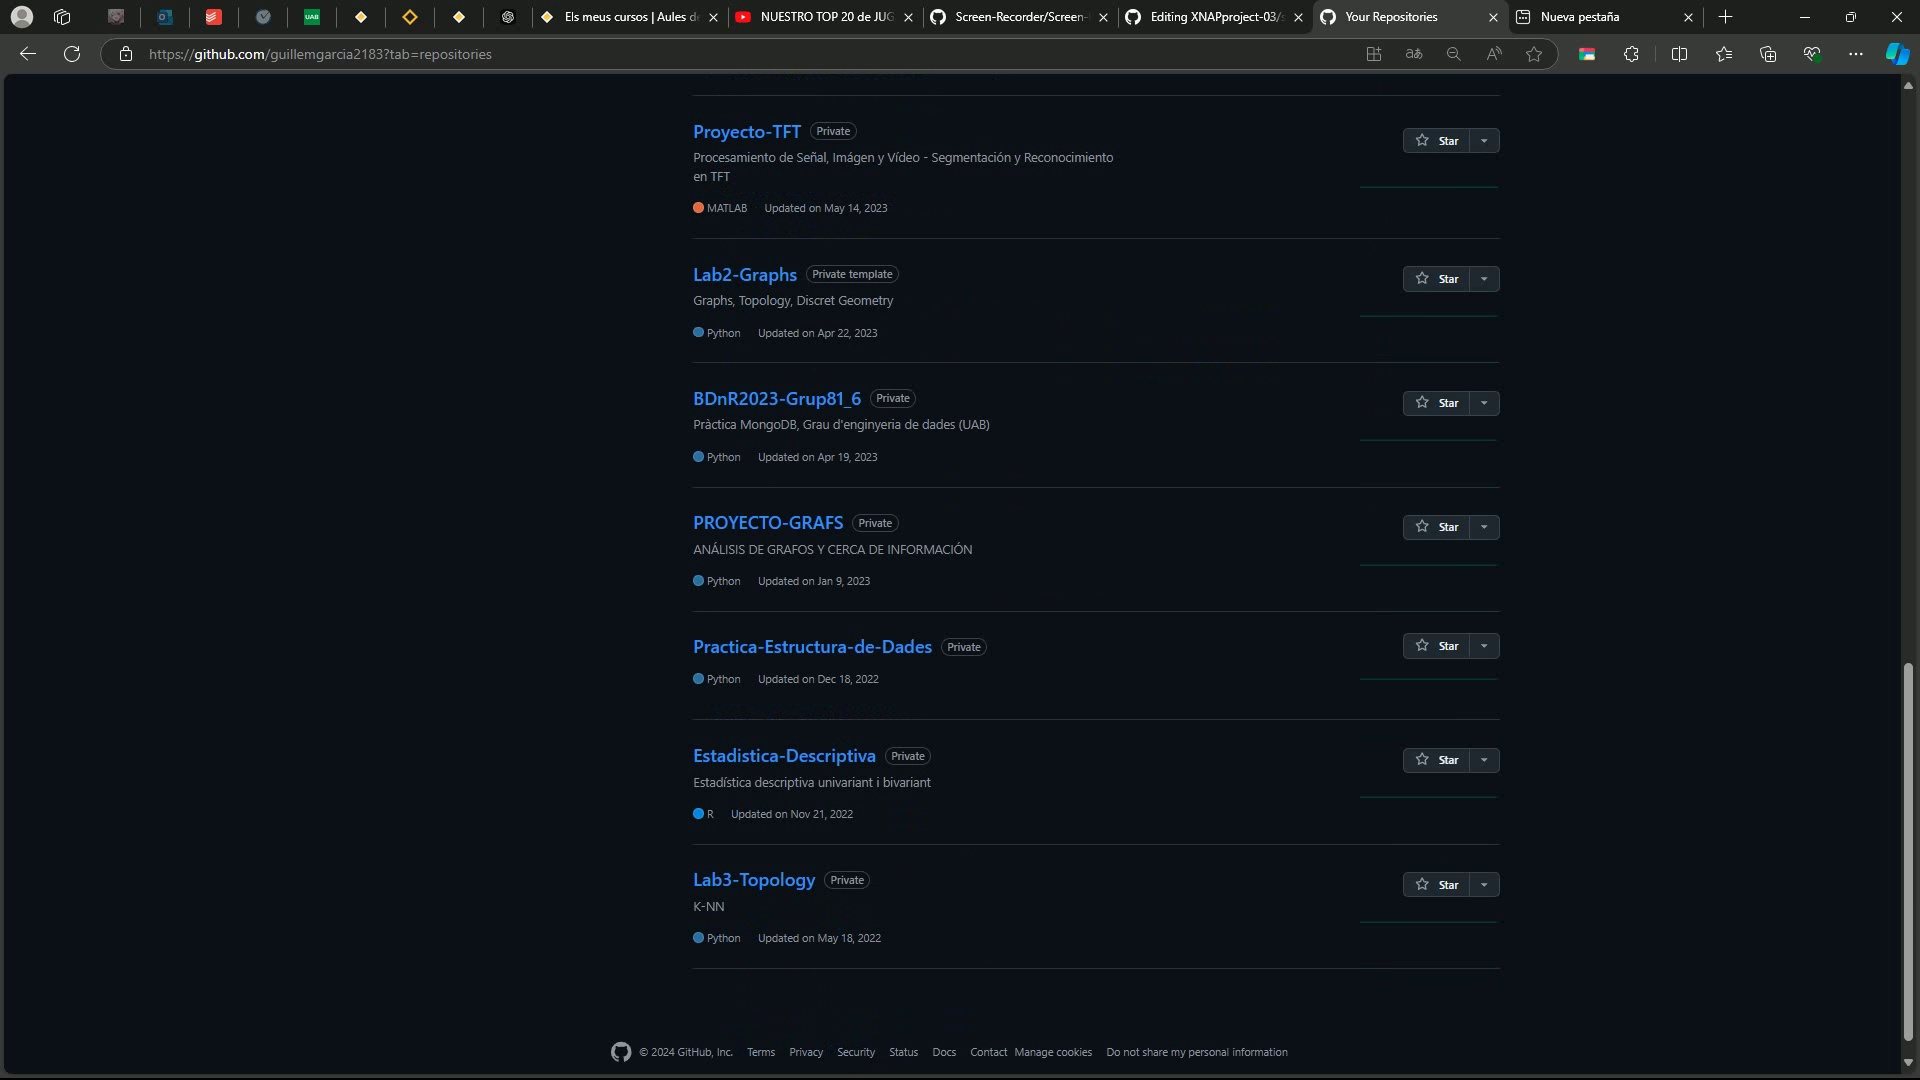 UAB
Els meus cursos | Aules d
NUESTRO TOP 20 de JUG
Screen-Recorder/Screen-
Editing XNAPproject-03/s
Your Repositories
Nueva pestaña
https://github.com/guillemgarcia2183?tab=repositories
Proyecto-TFT Private
Star
Procesamiento de Señal, Imágen y Vídeo - Segmentación y Reconocimiento
en TFT
MATLAB Updated on May 14, 2023
Lab2-Graphs Private template
Star
Graphs, Topology, Discret Geometry
Python Updated on Apr 22, 2023
BDnR2023-Grup81_6 Private
Star
Pràctica MongoDB, Grau d'enginyeria de dades (UAB)
Python Updated on Apr 19, 2023
PROYECTO-GRAFS Private
Star
ANÁLISIS DE GRAFOS Y CERCA DE INFORMACIÓN
Python Updated on Jan 9, 2023
Practica-Estructura-de-Dades Private
Star
Python Updated on Dec 18, 2022
Estadistica-Descriptiva Private
Star
Estadística descriptiva univariant i bivariant
R Updated on Nov 21, 2022
Lab3-Topology Private
Star
K-NN
Python Updated on May 18, 2022
© 2024 GitHub, Inc. Terms Privacy Security Status Docs Contact Manage cookies Do not share my personal information